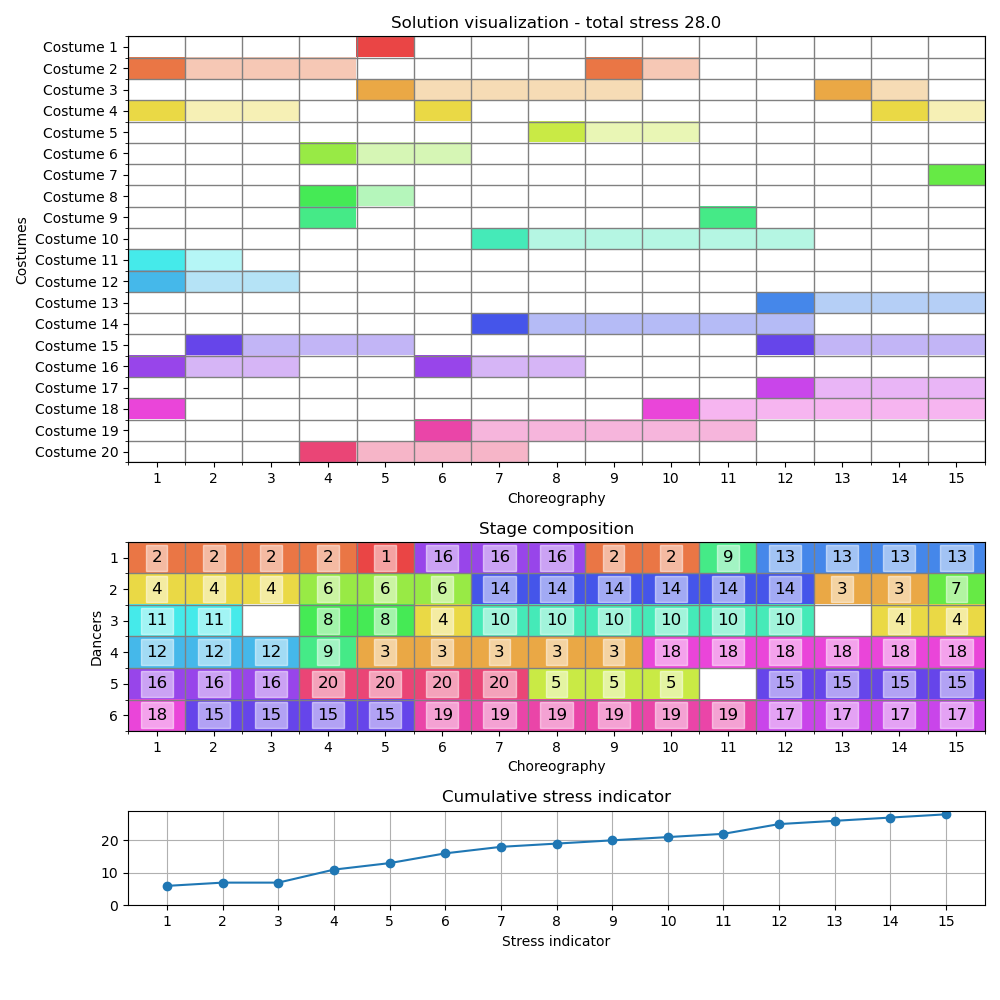 Solution visualization - total stress 28.0
Costumes
Costume 1
Costume 2
Costume 3
Costume 4
Costume 5
Costume 6
Costume 7
Costume 8
Costume 9
Costume 10
Costume 11
Costume 12
Costume 13
Costume 14
Costume 15
Costume 16
Costume 17
Costume 18
Costume 19
Costume 20
1 2 3 4 5 6 7 8 9 10 11 12 13 14 15
Choreography
Stage composition
Dancers
1 2 2 2 2 1 16 16 16 2 2 9 13 13 13 13
2 4 4 4 6 6 6 14 14 14 14 14 14 3 3 7
3 11 11 8 8 4 10 10 10 10 10 10 4 4
4 12 12 12 9 3 3 3 3 3 18 18 18 18 18 18
5 16 16 16 20 20 20 20 5 5 5 15 15 15 15
6 18 15 15 15 15 19 19 19 19 19 19 17 17 17 17
1 2 3 4 5 6 7 8 9 10 11 12 13 14 15
Choreography
Cumulative stress indicator
20
10
0
1 2 3 4 5 6 7 8 9 10 11 12 13 14 15
Stress indicator